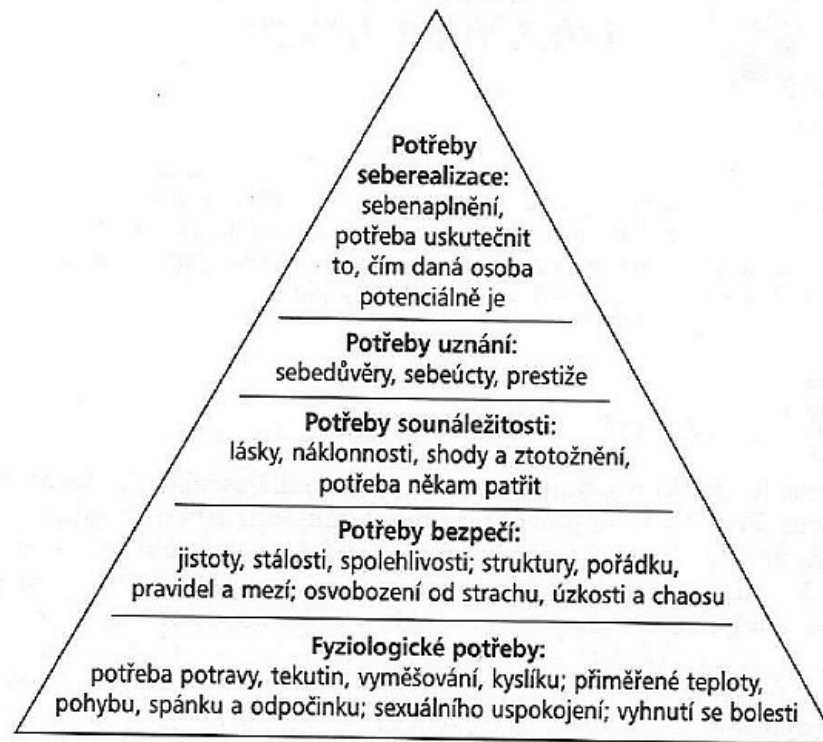 Potřeby
seberealizace:
sebenaplnění,
potřeba uskutečnit
to, čím daná osoba
potenciálně je
Potřeby uznání:
sebedůvěry, sebeúcty, prestiže
Potřeby sounáležitosti:
lásky, náklonnosti, shody a ztotožnění,
potřeba někam patřit
Potřeby bezpečí:
jistoty, stálosti, spolehlivosti; struktury, pořádku,
pravidel a mezí; osvobození od strachu, úzkosti a chaosu
Fyziologické potřeby:
potřeba potravy, tekutin, vyměšování, kyslíku; přiměřené teploty,
pohybu, spánku a odpočinku; sexuálního uspokojení; vyhnutí se bolesti